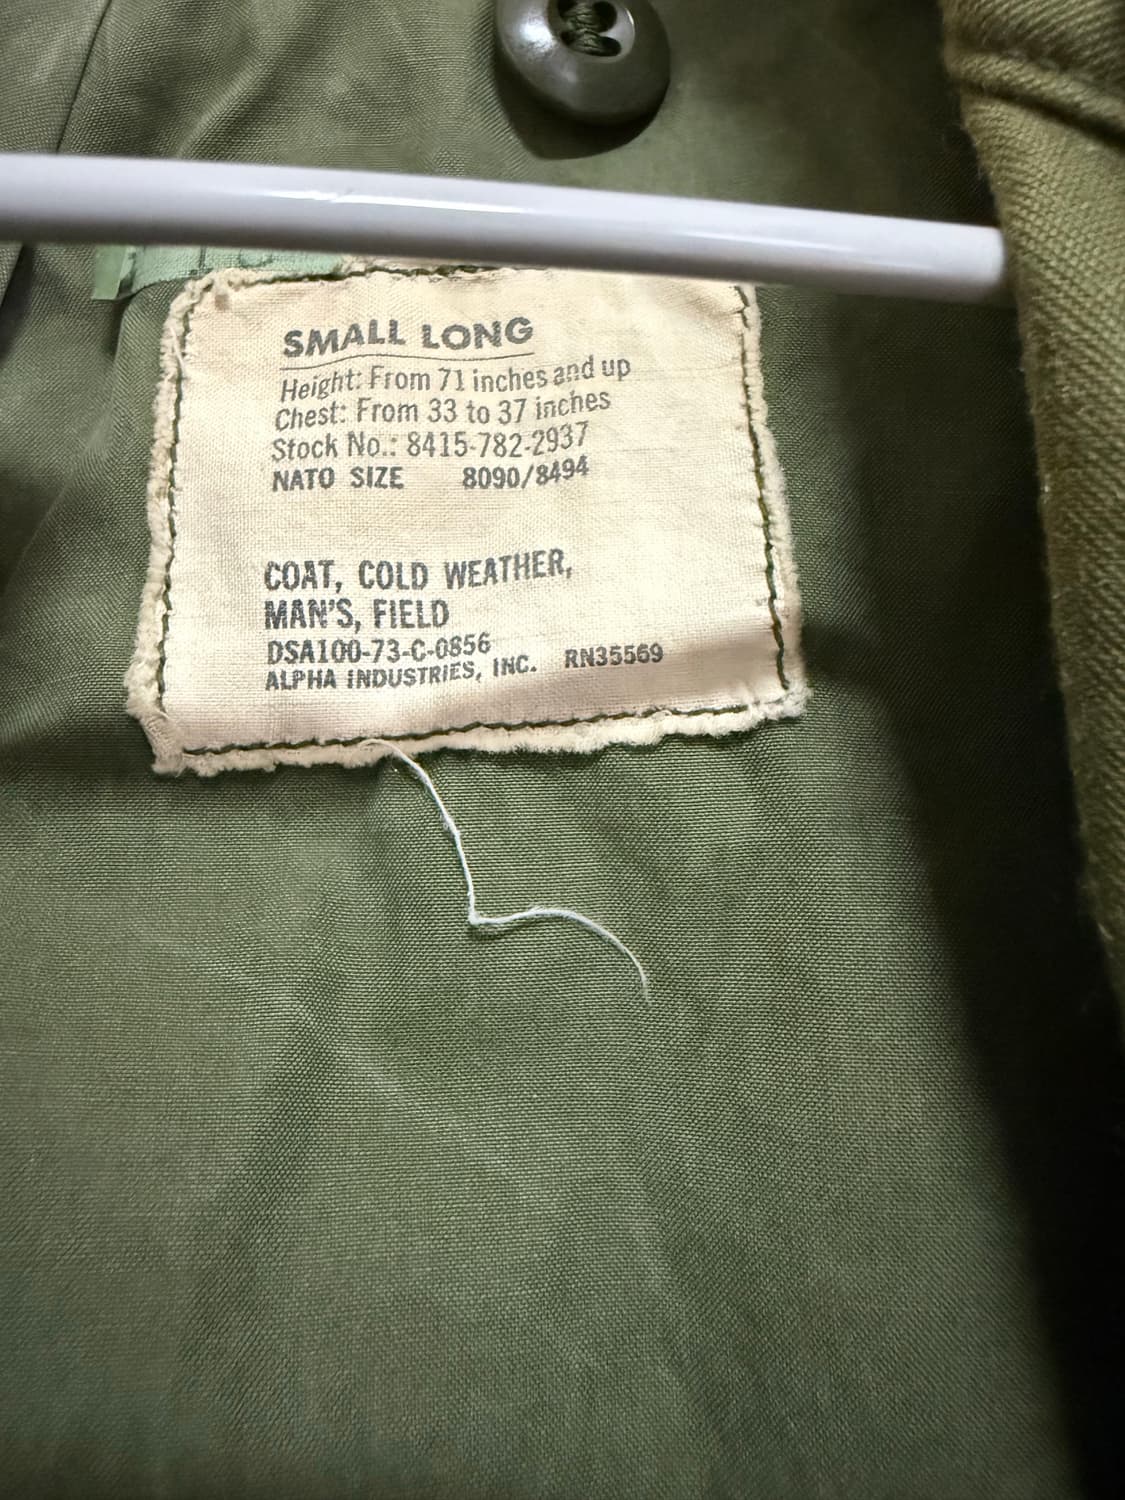 SMALL LONG
Height: From 71 inches and up
Chest: From 33 to 37 inches
Stock No.: 8415-782-2937
NATO SIZE 8090/8494
COAT, COLD WEATHER,
MAN'S, FIELD
DSA100-73-C-0856
ALPHA INDUSTRIES, INC. RN35569